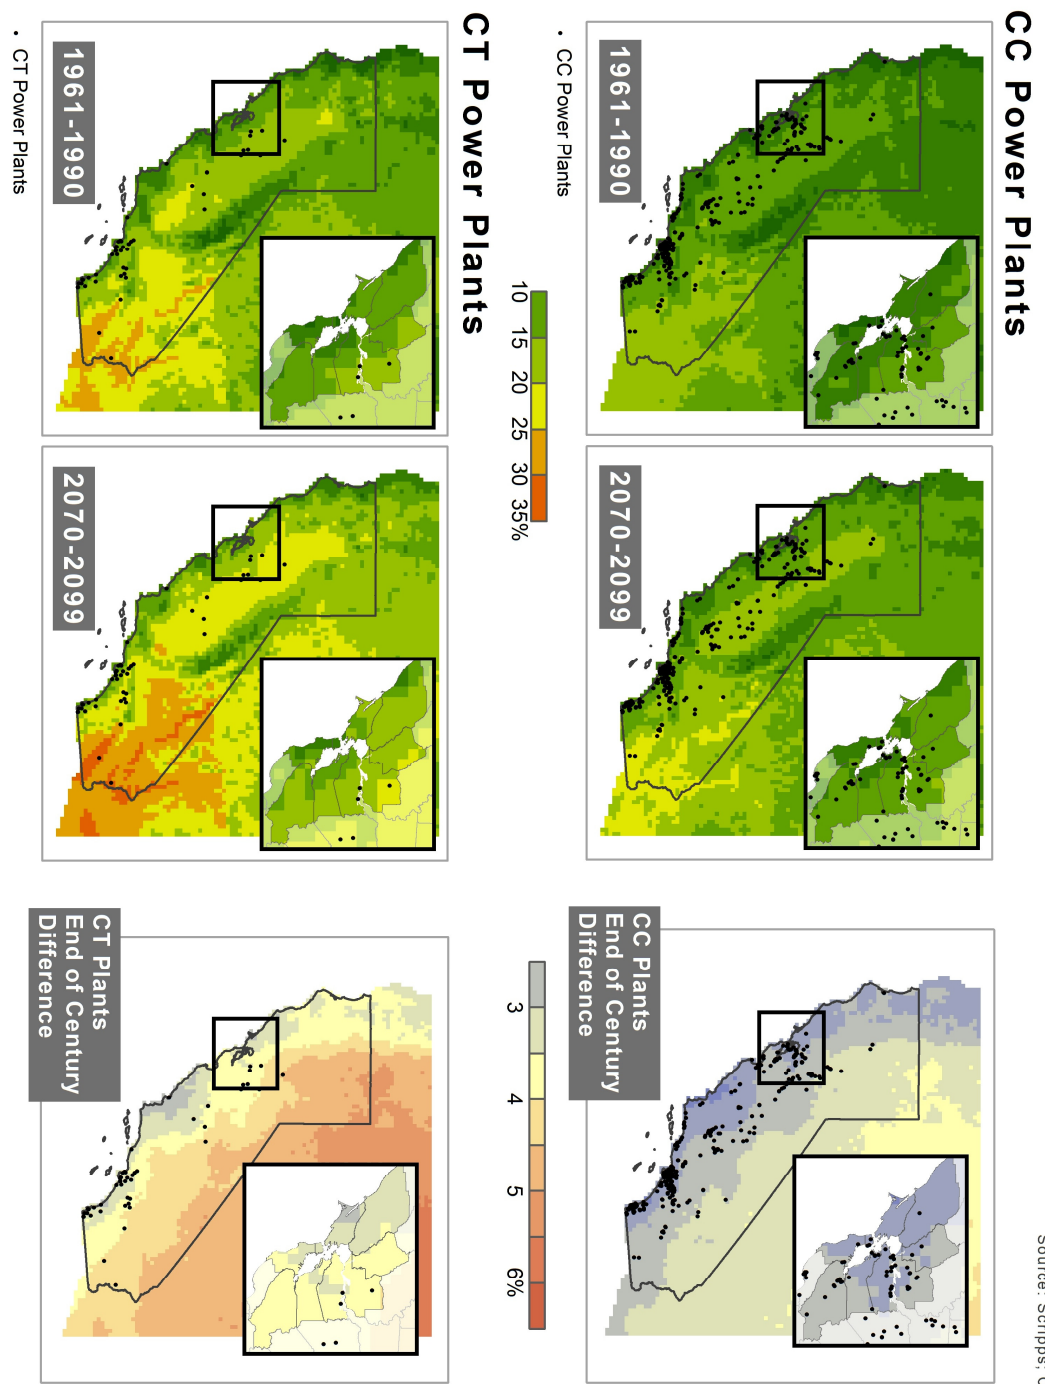 CC Power Plants
1961-1990
• CC Power Plants
2070-2099
CC Plants
End of Century
Difference
10 15 20 25 30 35%
3 4 5 6%
CT Power Plants
1961-1990
• CT Power Plants
2070-2099
CT Plants
End of Century
Difference
Source: Scripps,